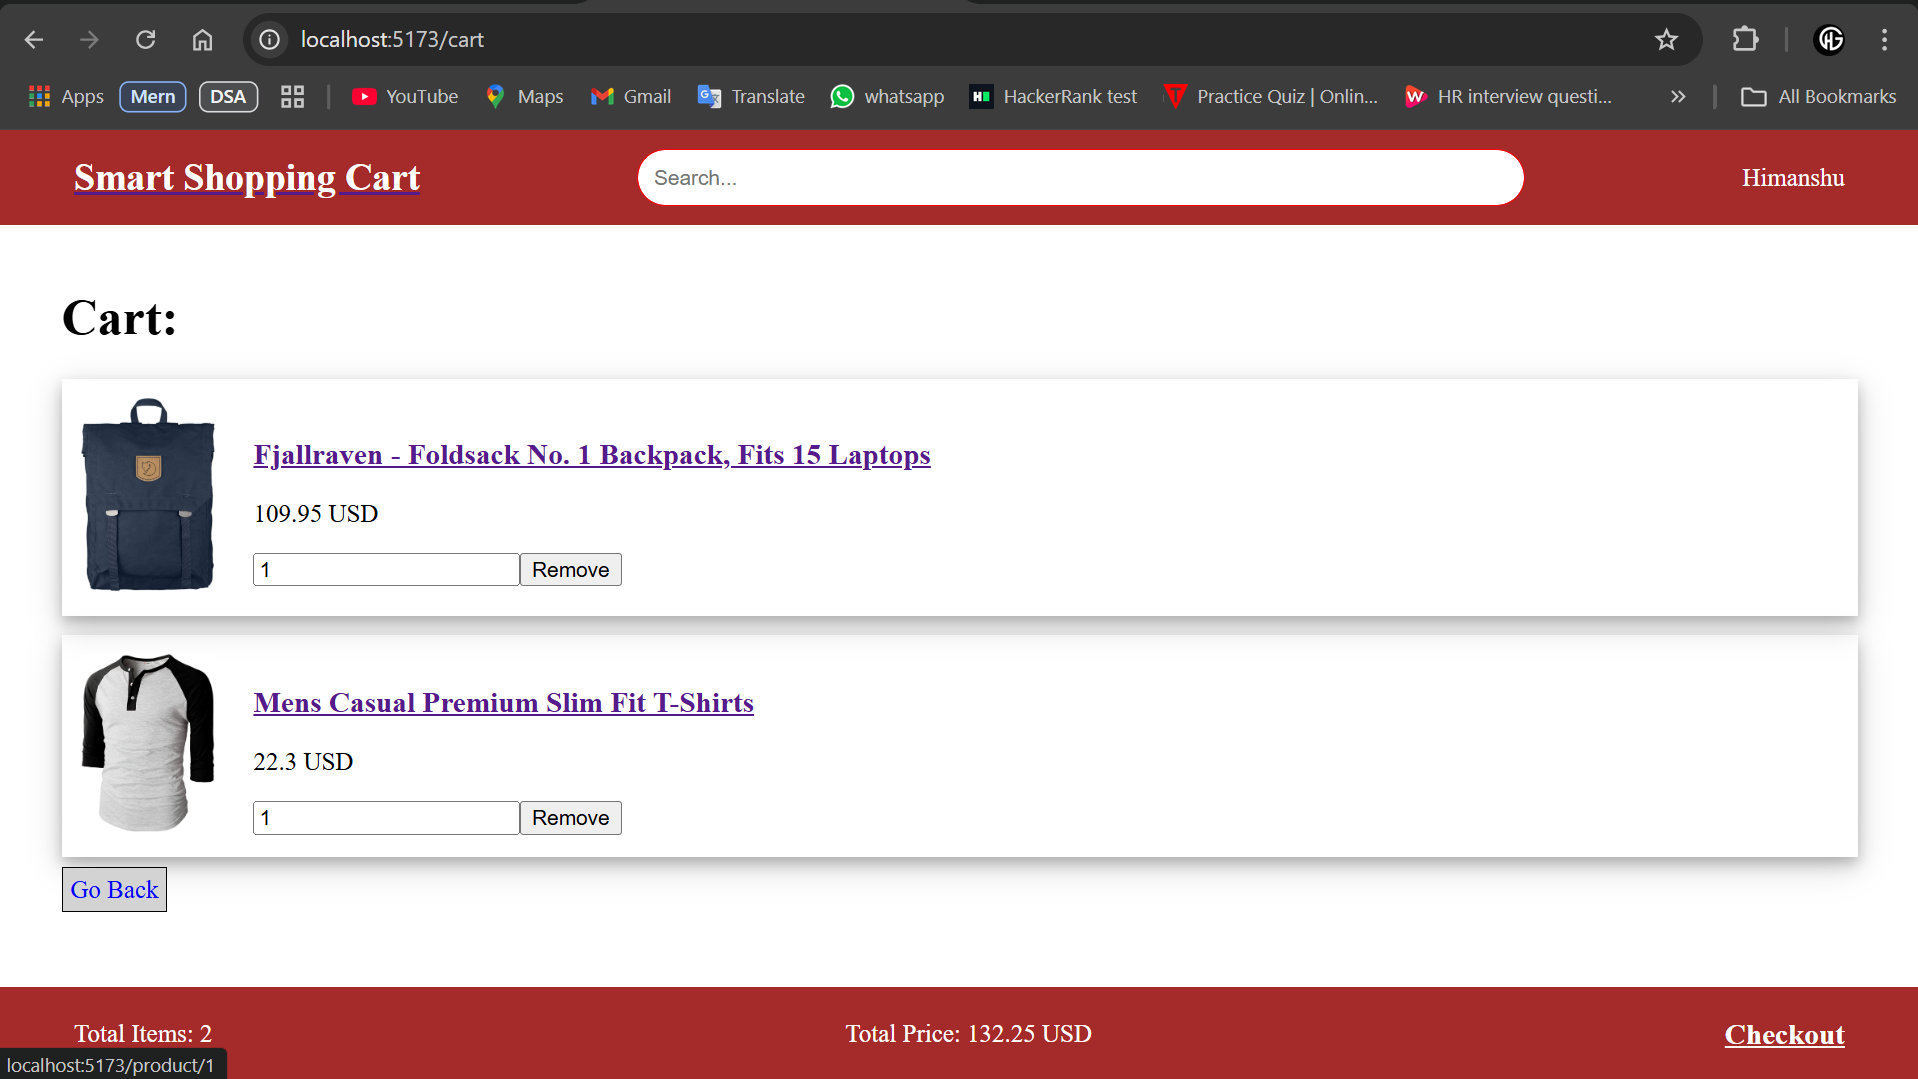 localhost:5173/cart
Apps Mern DSA YouTube Maps Gmail Translate whatsapp HackerRank test Practice Quiz | Onlin... HR interview questi... » All Bookmarks
Smart Shopping Cart Search... Himanshu
Cart:
Fjallraven - Foldsack No. 1 Backpack, Fits 15 Laptops
109.95 USD
1 Remove
Mens Casual Premium Slim Fit T-Shirts
22.3 USD
1 Remove
Go Back
Total Items: 2 Total Price: 132.25 USD Checkout
localhost:5173/product/1